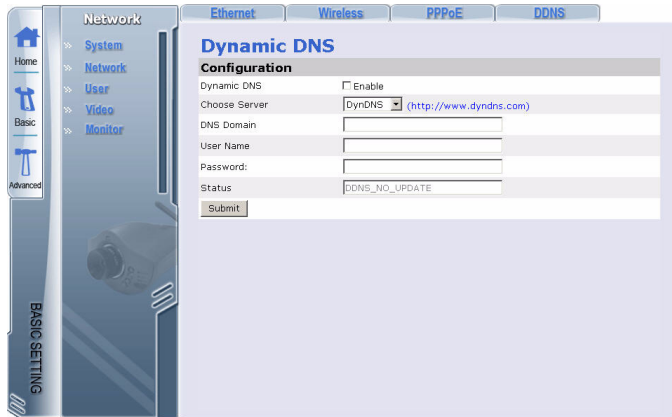 Ethernet Wireless PPPoE DDNS
Network
Home
Basic
Advanced
BASIC SETTING
» System
» Network
» User
» Video
» Monitor
Dynamic DNS
Configuration
Dynamic DNS Enable
Choose Server DynDNS (http://www.dyndns.com)
DNS Domain
User Name
Password:
Status DDNS_NO_UPDATE
Submit